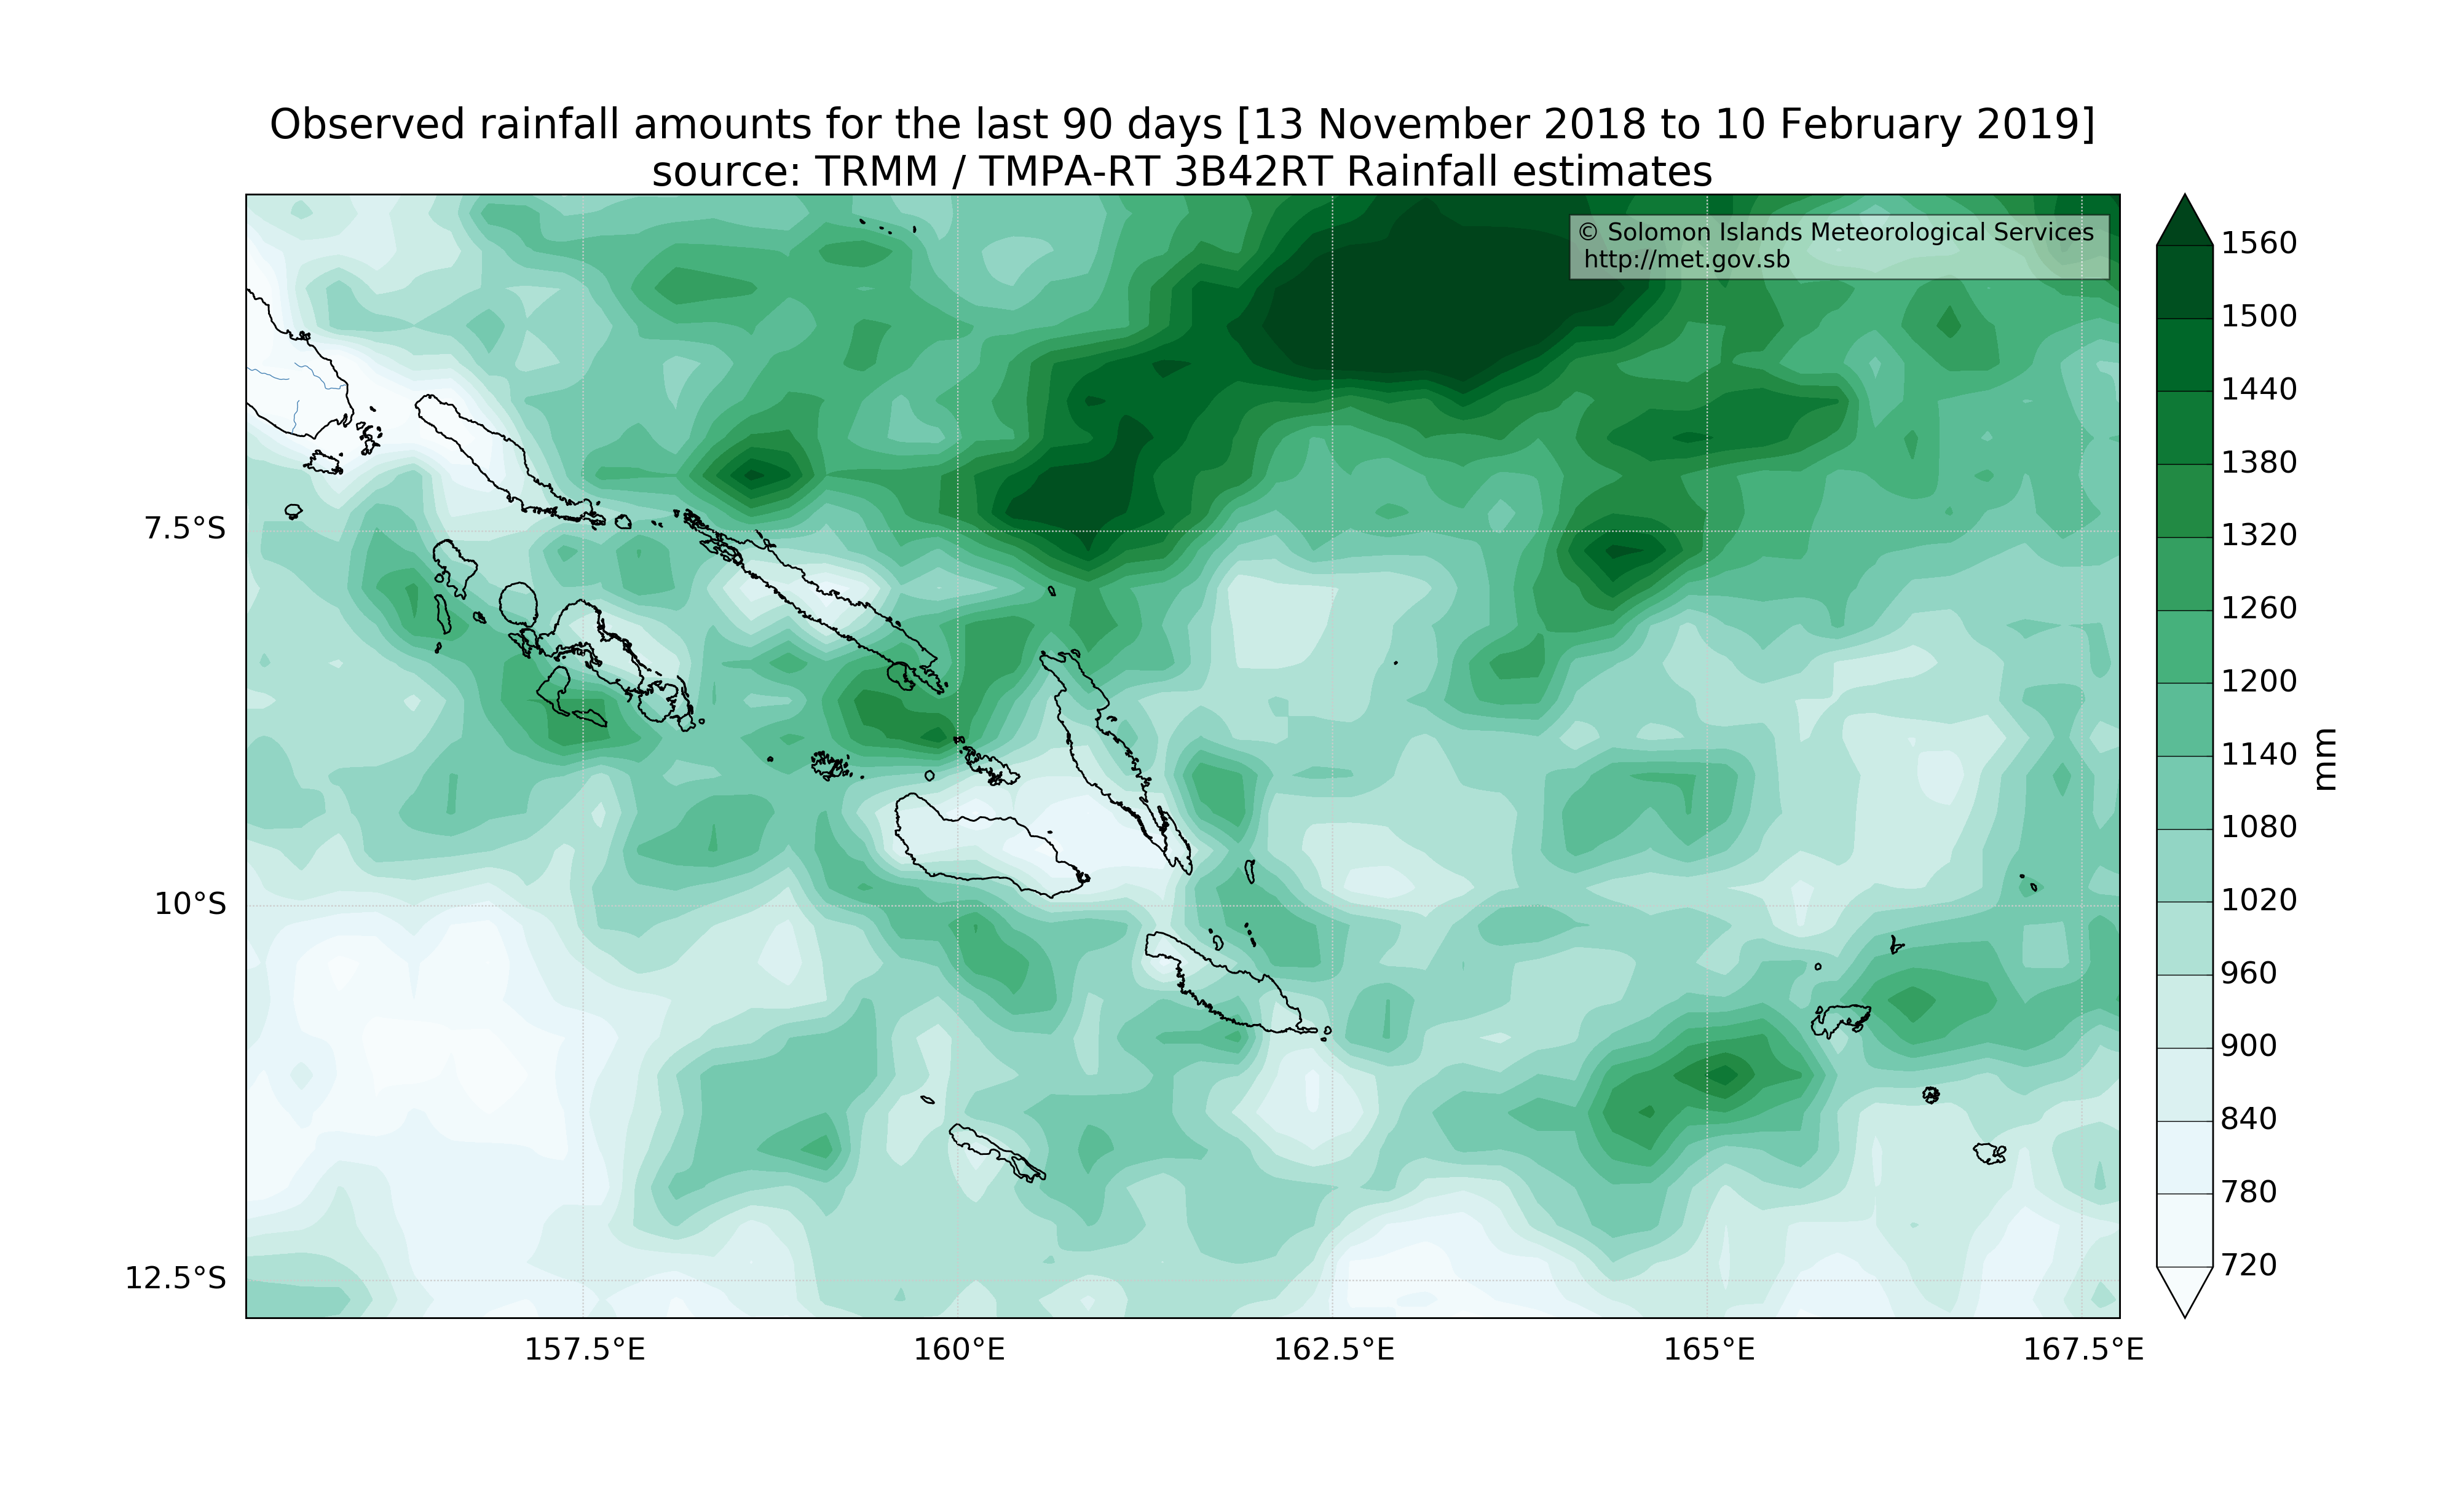 Observed rainfall amounts for the last 90 days [13 November 2018 to 10 February 2019]
source: TRMM / TMPA-RT 3B42RT Rainfall estimates
© Solomon Islands Meteorological Services
http://met.gov.sb
7.5°S
10°S
12.5°S
157.5°E
160°E
162.5°E
165°E
167.5°E
1560
1500
1440
1380
1320
1260
1200
1140
1080
1020
960
900
840
780
720
mm